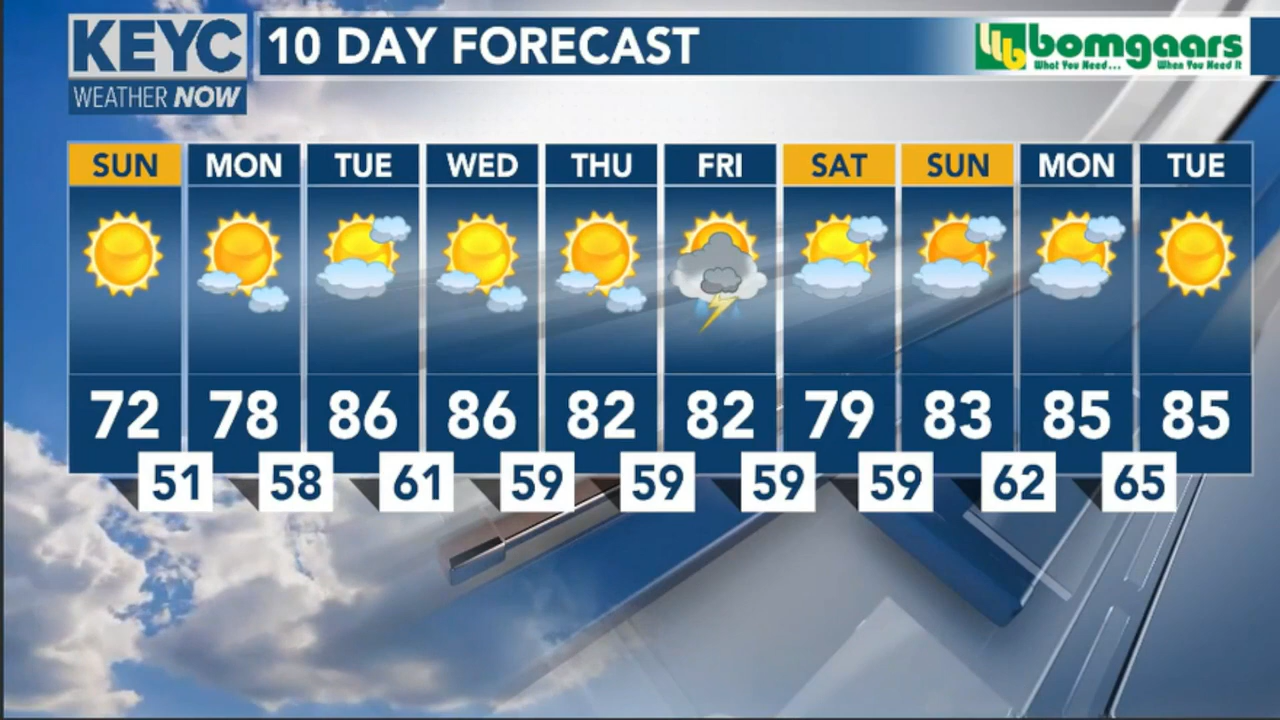 KEYC
WEATHER NOW
10 DAY FORECAST
bomgaars
What You Need... When You Need It
SUN MON TUE WED THU FRI SAT SUN MON TUE
72 78 86 86 82 82 79 83 85 85
51 58 61 59 59 59 59 62 65